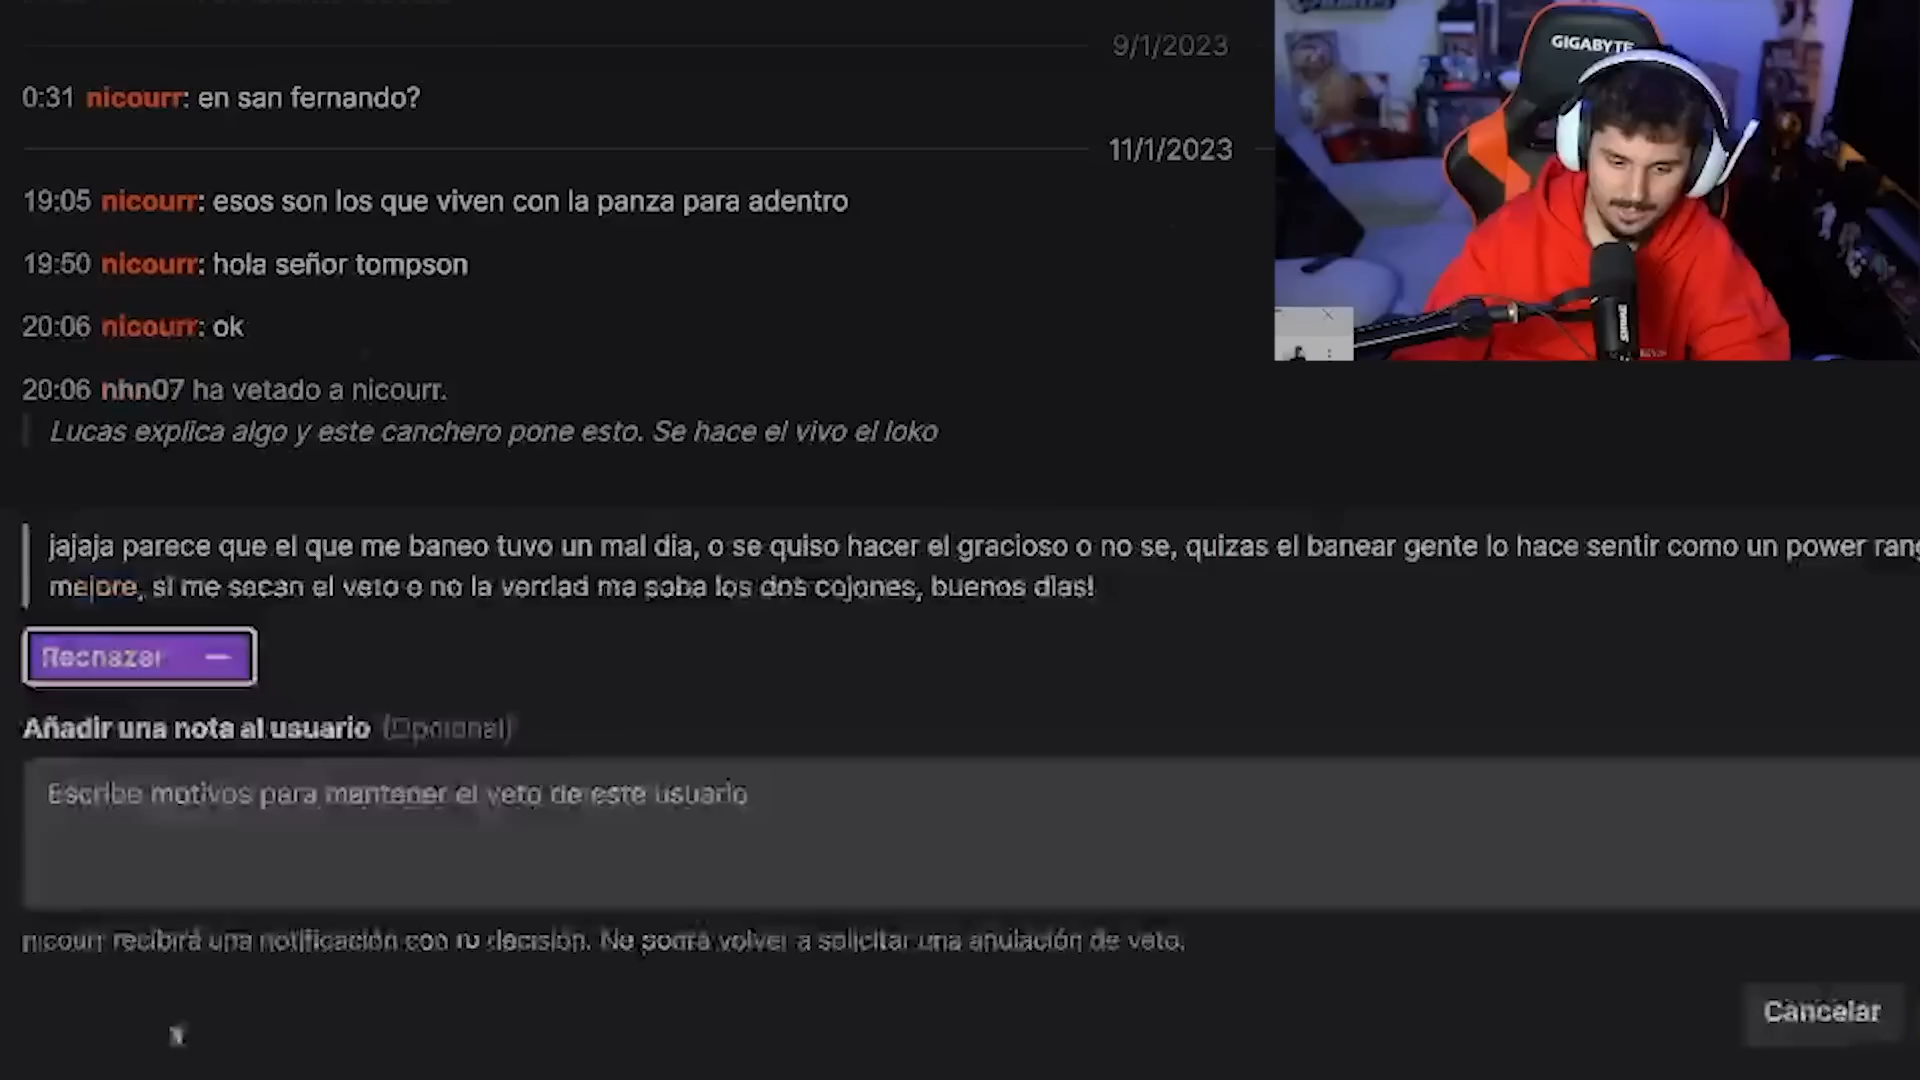 9/1/2023
GIGABYTE
0:31 nicourr: en san fernando?
11/1/2023
19:05 nicourr: esos son los que viven con la panza para adentro
19:50 nicourr: hola señor tompson
20:06 nicourr: ok
20:06 nhn07 ha vetado a nicourr.
Lucas explica algo y este canchero pone esto. Se hace el vivo el loko
jajaja parece que el que me baneo tuvo un mal dia, o se quiso hacer el gracioso o no se, quizas el banear gente lo hace sentir como un power rang
mejore, si me secan el veto o no la verdad me soba los dos cojones, buenos dias!
Rechazar
Añadir una nota al usuario (Opcional)
Escribe motivos para mantener el veto de este usuario
nicourr recibirá una notificación con tu decisión. No podrá volver a solicitar una anulación de veto.
Cancelar